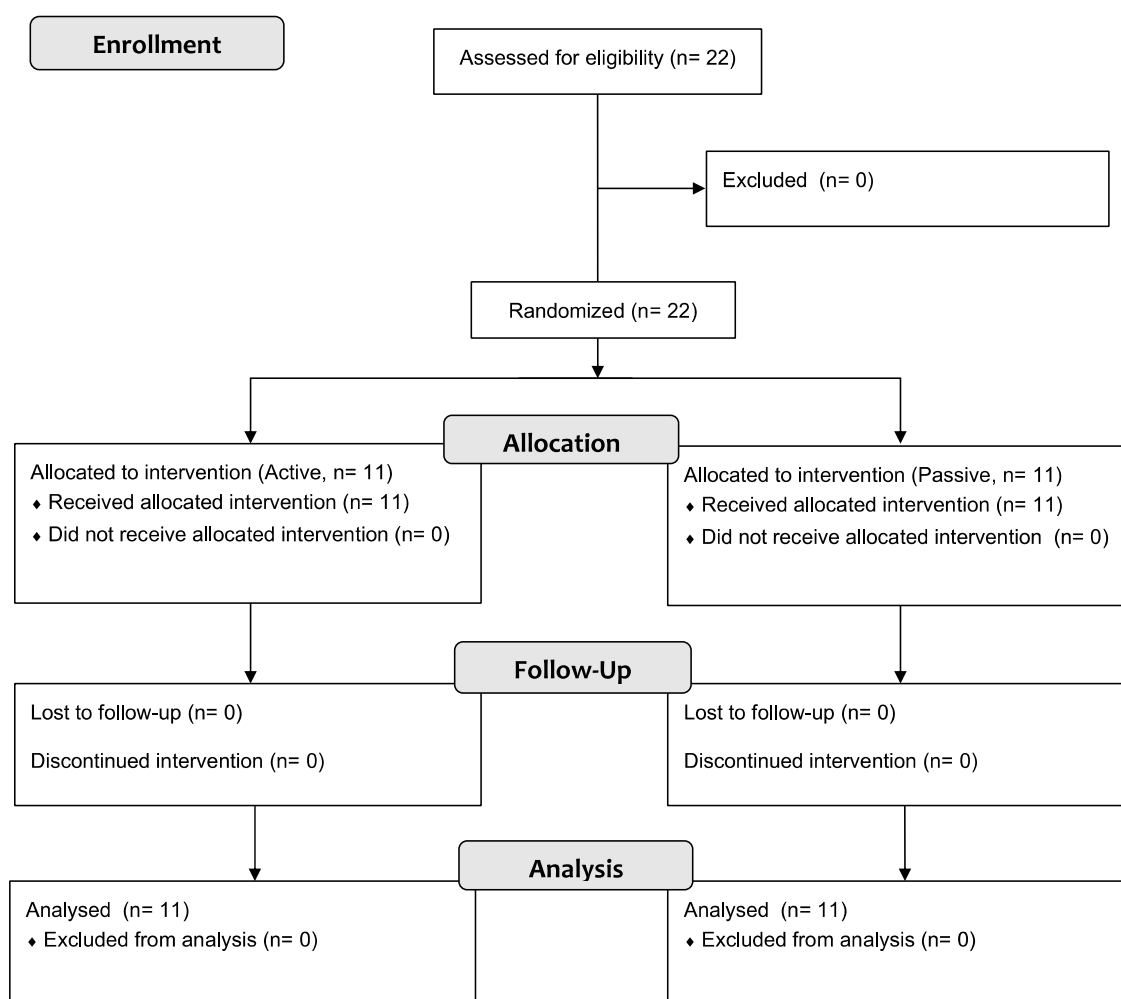 Enrollment
Assessed for eligibility (n= 22)
Excluded  (n= 0)
Randomized (n= 22)
Allocation
Allocated to intervention (Active, n= 11)
♦ Received allocated intervention (n= 11)
♦ Did not receive allocated intervention (n= 0)
Allocated to intervention (Passive, n= 11)
♦ Received allocated intervention (n= 11)
♦ Did not receive allocated intervention  (n= 0)
Follow-Up
Lost to follow-up (n= 0)
Discontinued intervention (n= 0)
Lost to follow-up (n= 0)
Discontinued intervention (n= 0)
Analysis
Analysed  (n= 11)
♦ Excluded from analysis (n= 0)
Analysed  (n= 11)
♦ Excluded from analysis (n= 0)